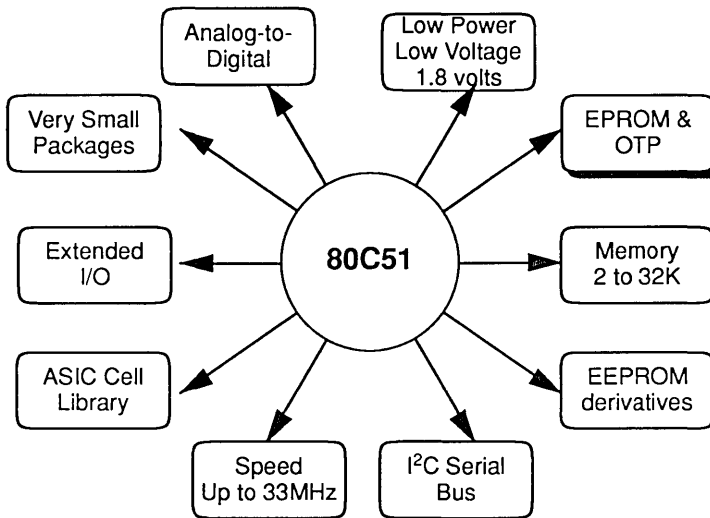 Analog-to-
Digital
Low Power
Low Voltage
1.8 volts
Very Small
Packages
EPROM &
OTP
Extended
I/O
80C51
Memory
2 to 32K
ASIC Cell
Library
EEPROM
derivatives
Speed
Up to 33MHz
I²C Serial
Bus